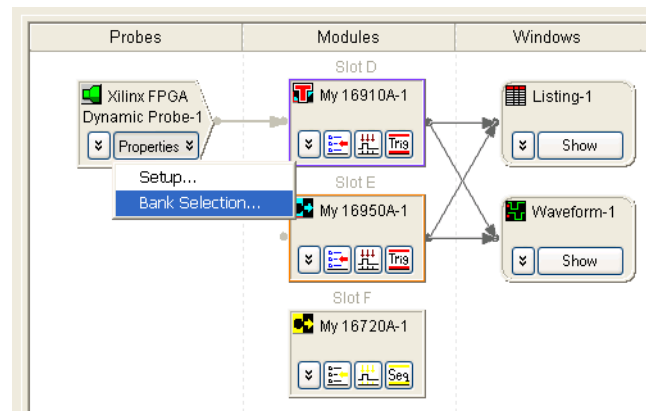 Probes
Modules
Windows
Slot D
Xilinx FPGA
Dynamic Probe-1
Properties
Setup...
Bank Selection...
My 16910A-1
Trig
Slot E
My 16950A-1
Trig
Slot F
My 16720A-1
Seq
Listing-1
Show
Waveform-1
Show